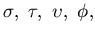 σ, τ, υ, ϕ,